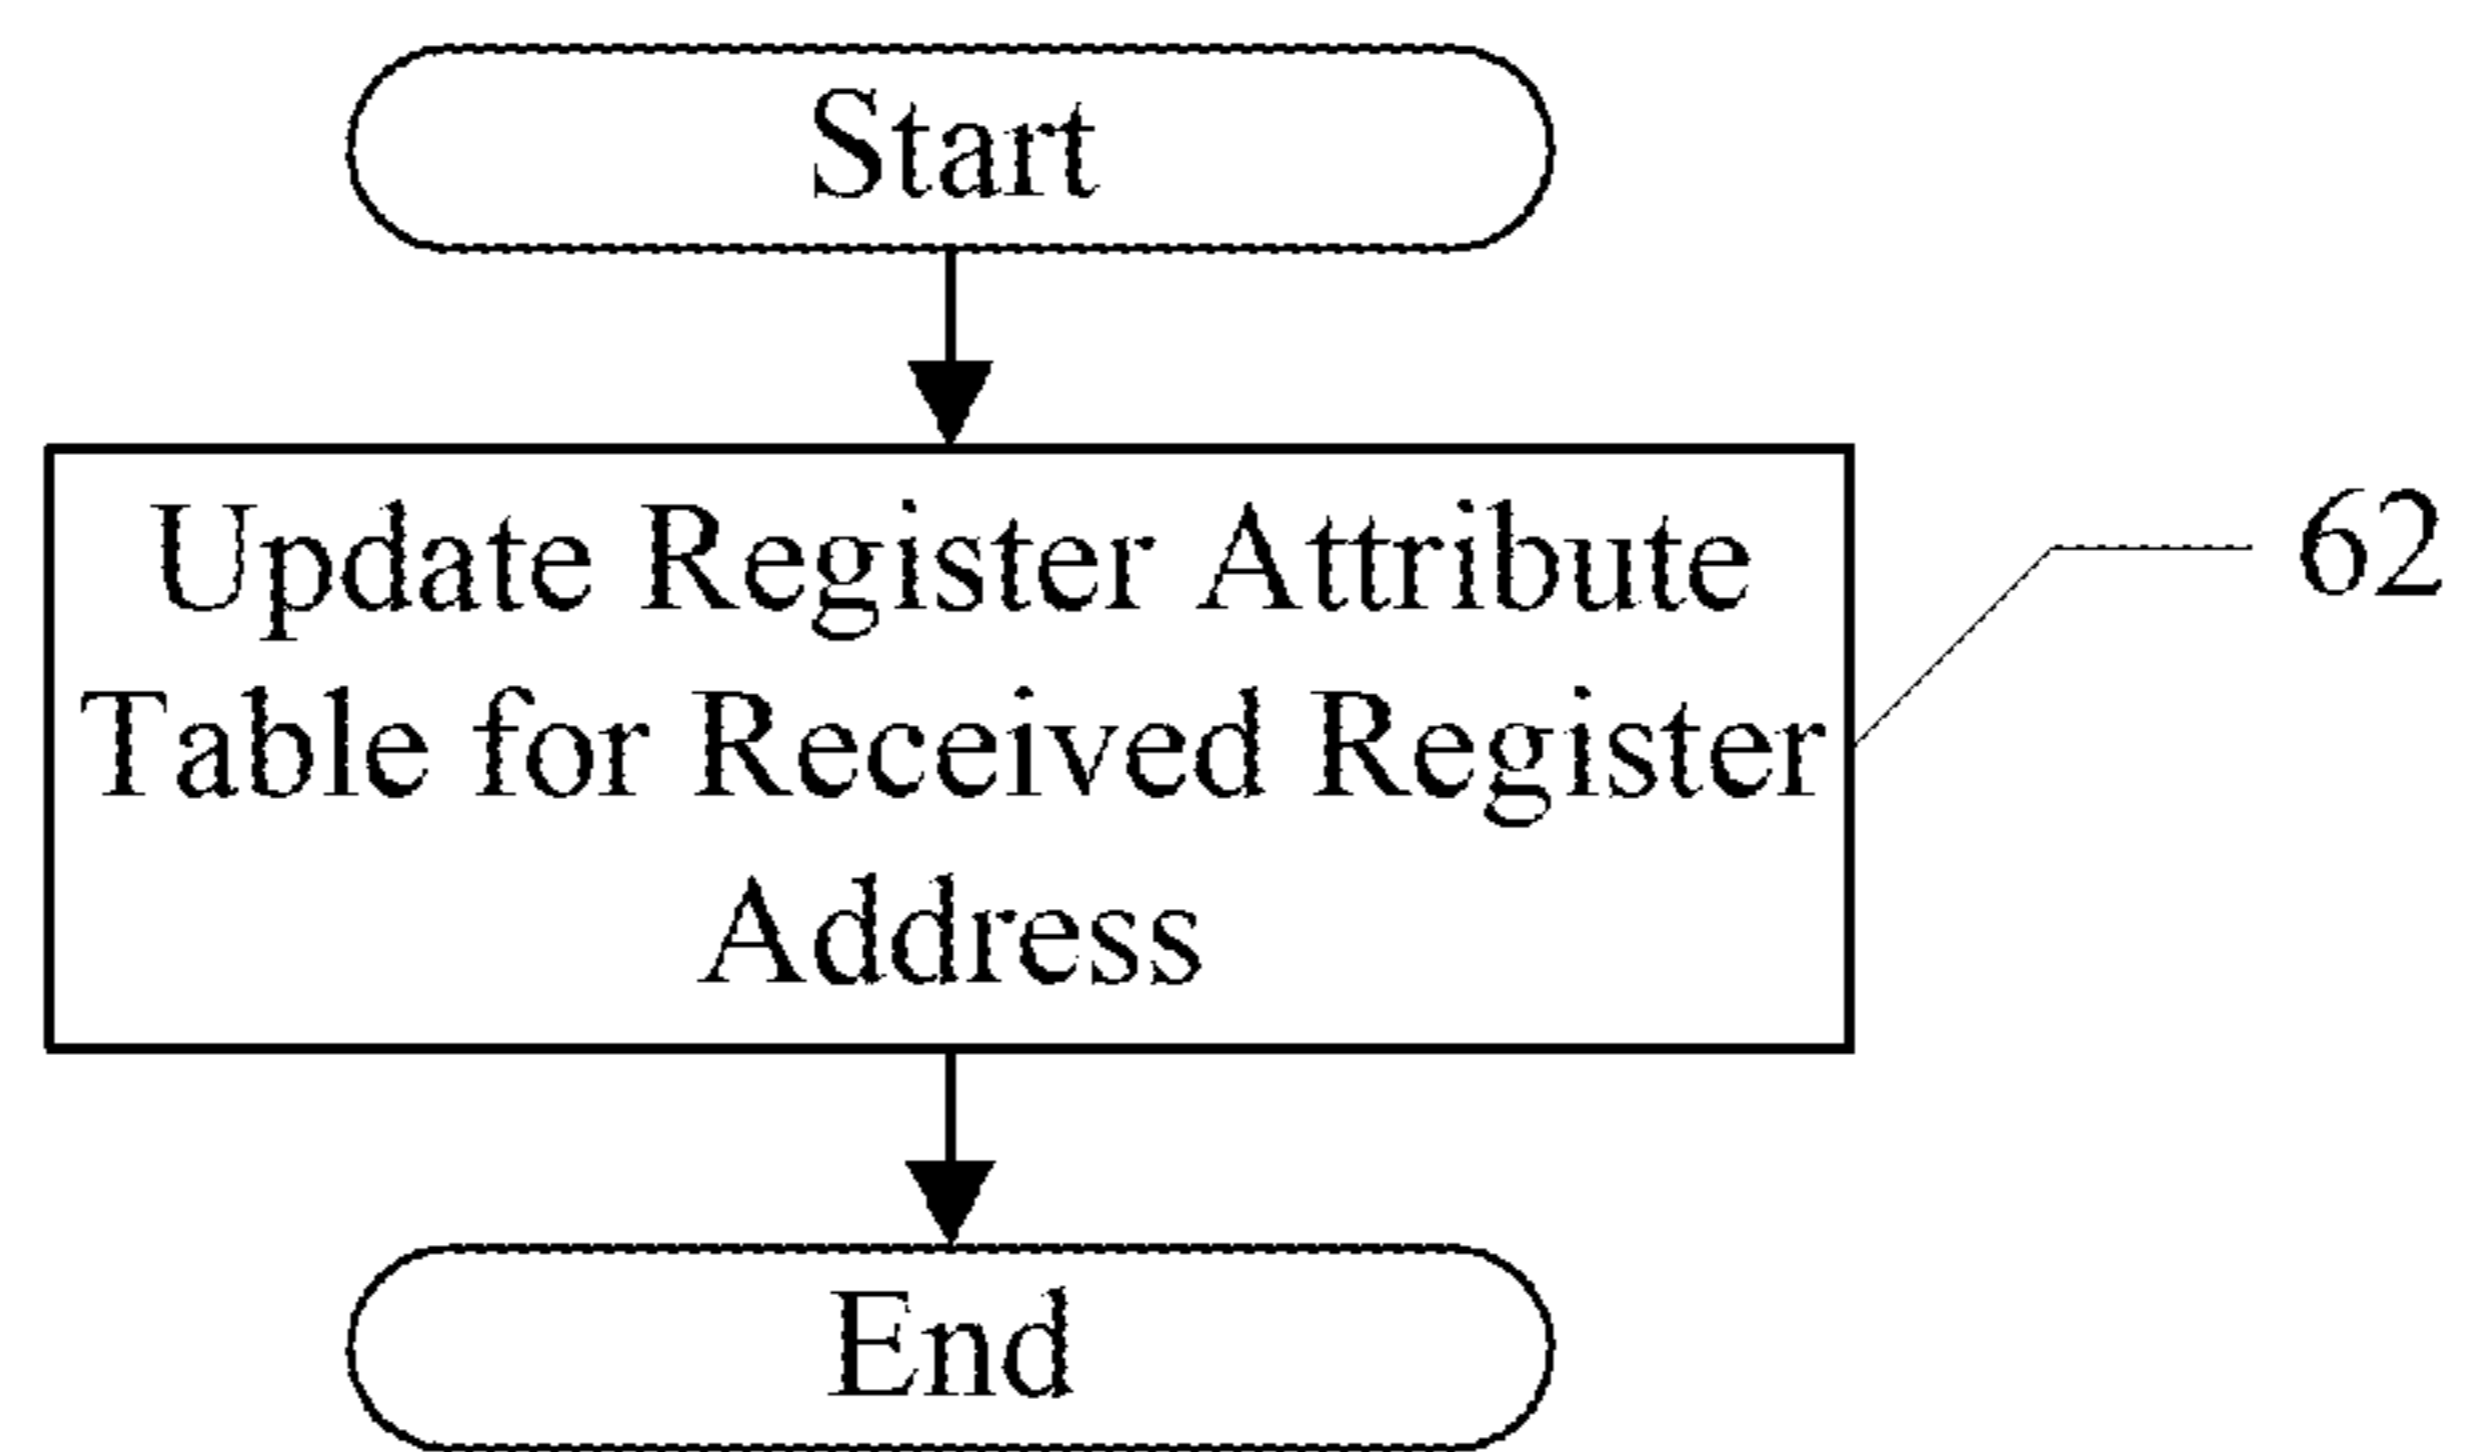 Start
Update Register Attribute
Table for Received Register
Address
62
End